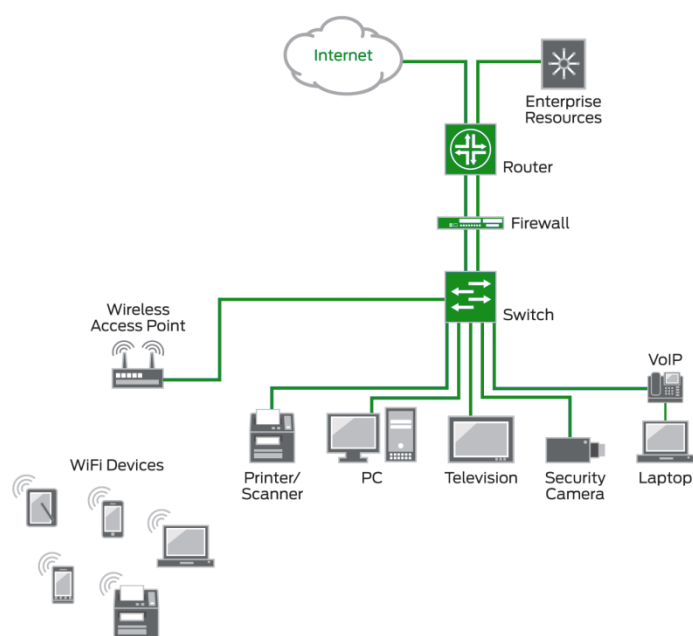 Internet
Enterprise
Resources
Router
Firewall
Switch
Wireless
Access Point
VoIP
WiFi Devices
Printer/
Scanner
PC
Television
Security
Camera
Laptop